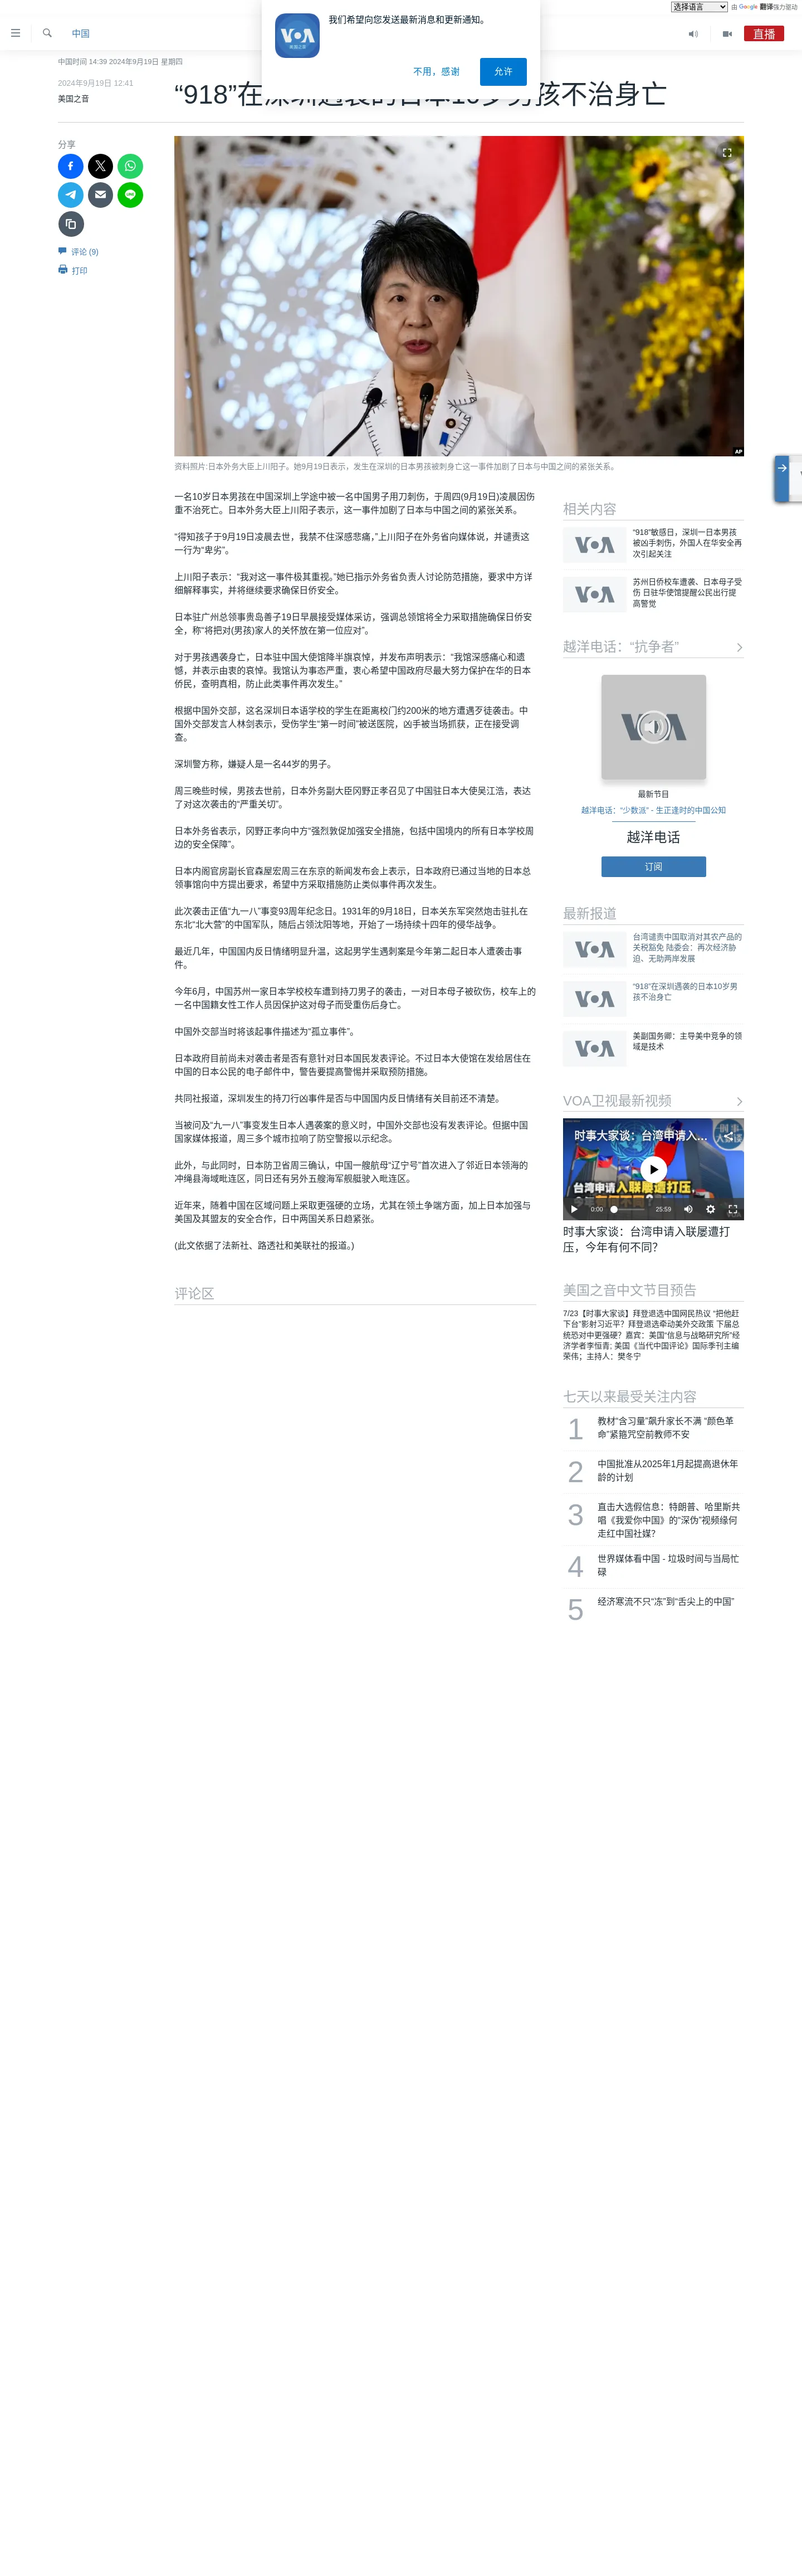 选择语言
由 Google 翻译强力驱动
我们希望向您发送最新消息和更新通知。
VOA
美国之音
不用，感谢
允许
中国
直播
中国时间 14:39 2024年9月19日 星期四
2024年9月19日 12:41
美国之音
“918”在深圳遇袭的日本10岁男孩不治身亡
分享
评论 (9)
打印
AP
资料照片:日本外务大臣上川阳子。她9月19日表示，发生在深圳的日本男孩被刺身亡这一事件加剧了日本与中国之间的紧张关系。
一名10岁日本男孩在中国深圳上学途中被一名中国男子用刀刺伤，于周四(9月19日)凌晨因伤
重不治死亡。日本外务大臣上川阳子表示，这一事件加剧了日本与中国之间的紧张关系。
“得知孩子于9月19日凌晨去世，我禁不住深感悲痛，”上川阳子在外务省向媒体说，并谴责这
一行为“卑劣”。
上川阳子表示：“我对这一事件极其重视。”她已指示外务省负责人讨论防范措施，要求中方详
细解释事实，并将继续要求确保日侨安全。
日本驻广州总领事贵岛善子19日早晨接受媒体采访，强调总领馆将全力采取措施确保日侨安
全，称“将把对(男孩)家人的关怀放在第一位应对”。
对于男孩遇袭身亡，日本驻中国大使馆降半旗哀悼，并发布声明表示：“我馆深感痛心和遗
憾，并表示由衷的哀悼。我馆认为事态严重，衷心希望中国政府尽最大努力保护在华的日本
侨民，查明真相，防止此类事件再次发生。”
根据中国外交部，这名深圳日本语学校的学生在距离校门约200米的地方遭遇歹徒袭击。中
国外交部发言人林剑表示，受伤学生“第一时间”被送医院，凶手被当场抓获，正在接受调
查。
深圳警方称，嫌疑人是一名44岁的男子。
周三晚些时候，男孩去世前，日本外务副大臣冈野正孝召见了中国驻日本大使吴江浩，表达
了对这次袭击的“严重关切”。
日本外务省表示，冈野正孝向中方“强烈敦促加强安全措施，包括中国境内的所有日本学校周
边的安全保障”。
日本内阁官房副长官森屋宏周三在东京的新闻发布会上表示，日本政府已通过当地的日本总
领事馆向中方提出要求，希望中方采取措施防止类似事件再次发生。
此次袭击正值“九一八”事变93周年纪念日。1931年的9月18日，日本关东军突然炮击驻扎在
东北“北大营”的中国军队，随后占领沈阳等地，开始了一场持续十四年的侵华战争。
最近几年，中国国内反日情绪明显升温，这起男学生遇刺案是今年第二起日本人遭袭击事
件。
今年6月，中国苏州一家日本学校校车遭到持刀男子的袭击，一对日本母子被砍伤，校车上的
一名中国籍女性工作人员因保护这对母子而受重伤后身亡。
中国外交部当时将该起事件描述为“孤立事件”。
日本政府目前尚未对袭击者是否有意针对日本国民发表评论。不过日本大使馆在发给居住在
中国的日本公民的电子邮件中，警告要提高警惕并采取预防措施。
共同社报道，深圳发生的持刀行凶事件是否与中国国内反日情绪有关目前还不清楚。
当被问及“九一八”事变发生日本人遇袭案的意义时，中国外交部也没有发表评论。但据中国
国家媒体报道，周三多个城市拉响了防空警报以示纪念。
此外，与此同时，日本防卫省周三确认，中国一艘航母“辽宁号”首次进入了邻近日本领海的
冲绳县海域毗连区，同日还有另外五艘海军舰艇驶入毗连区。
近年来，随着中国在区域问题上采取更强硬的立场，尤其在领土争端方面，加上日本加强与
美国及其盟友的安全合作，日中两国关系日趋紧张。
(此文依据了法新社、路透社和美联社的报道。)
评论区
相关内容
VOA
“918”敏感日，深圳一日本男孩
被凶手刺伤，外国人在华安全再
次引起关注
VOA
苏州日侨校车遭袭、日本母子受
伤 日驻华使馆提醒公民出行提
高警觉
越洋电话：“抗争者”
VOA
最新节目
越洋电话：“少数派” - 生正逢时的中国公知
越洋电话
订阅
最新报道
VOA
台湾谴责中国取消对其农产品的
关税豁免 陆委会：再次经济胁
迫、无助两岸发展
VOA
“918”在深圳遇袭的日本10岁男
孩不治身亡
VOA
美副国务卿：主导美中竞争的领
域是技术
VOA卫视最新视频
时事大家谈：台湾申请入...
台湾申请入联屡遭打压，
0:00
25:59
时事大家谈：台湾申请入联屡遭打
压，今年有何不同?
美国之音中文节目预告
7/23【时事大家谈】拜登退选中国网民热议 “把他赶
下台”影射习近平？拜登退选牵动美外交政策 下届总
统恐对中更强硬？嘉宾：美国“信息与战略研究所”经
济学者李恒青; 美国《当代中国评论》国际季刊主编
荣伟；主持人：樊冬宁
七天以来最受关注内容
1
教材“含习量”飙升家长不满 “颜色革
命”紧箍咒空前教师不安
2
中国批准从2025年1月起提高退休年
龄的计划
3
直击大选假信息：特朗普、哈里斯共
唱《我爱你中国》的“深伪”视频缘何
走红中国社媒?
4
世界媒体看中国 - 垃圾时间与当局忙
碌
5
经济寒流不只“冻”到“舌尖上的中国”